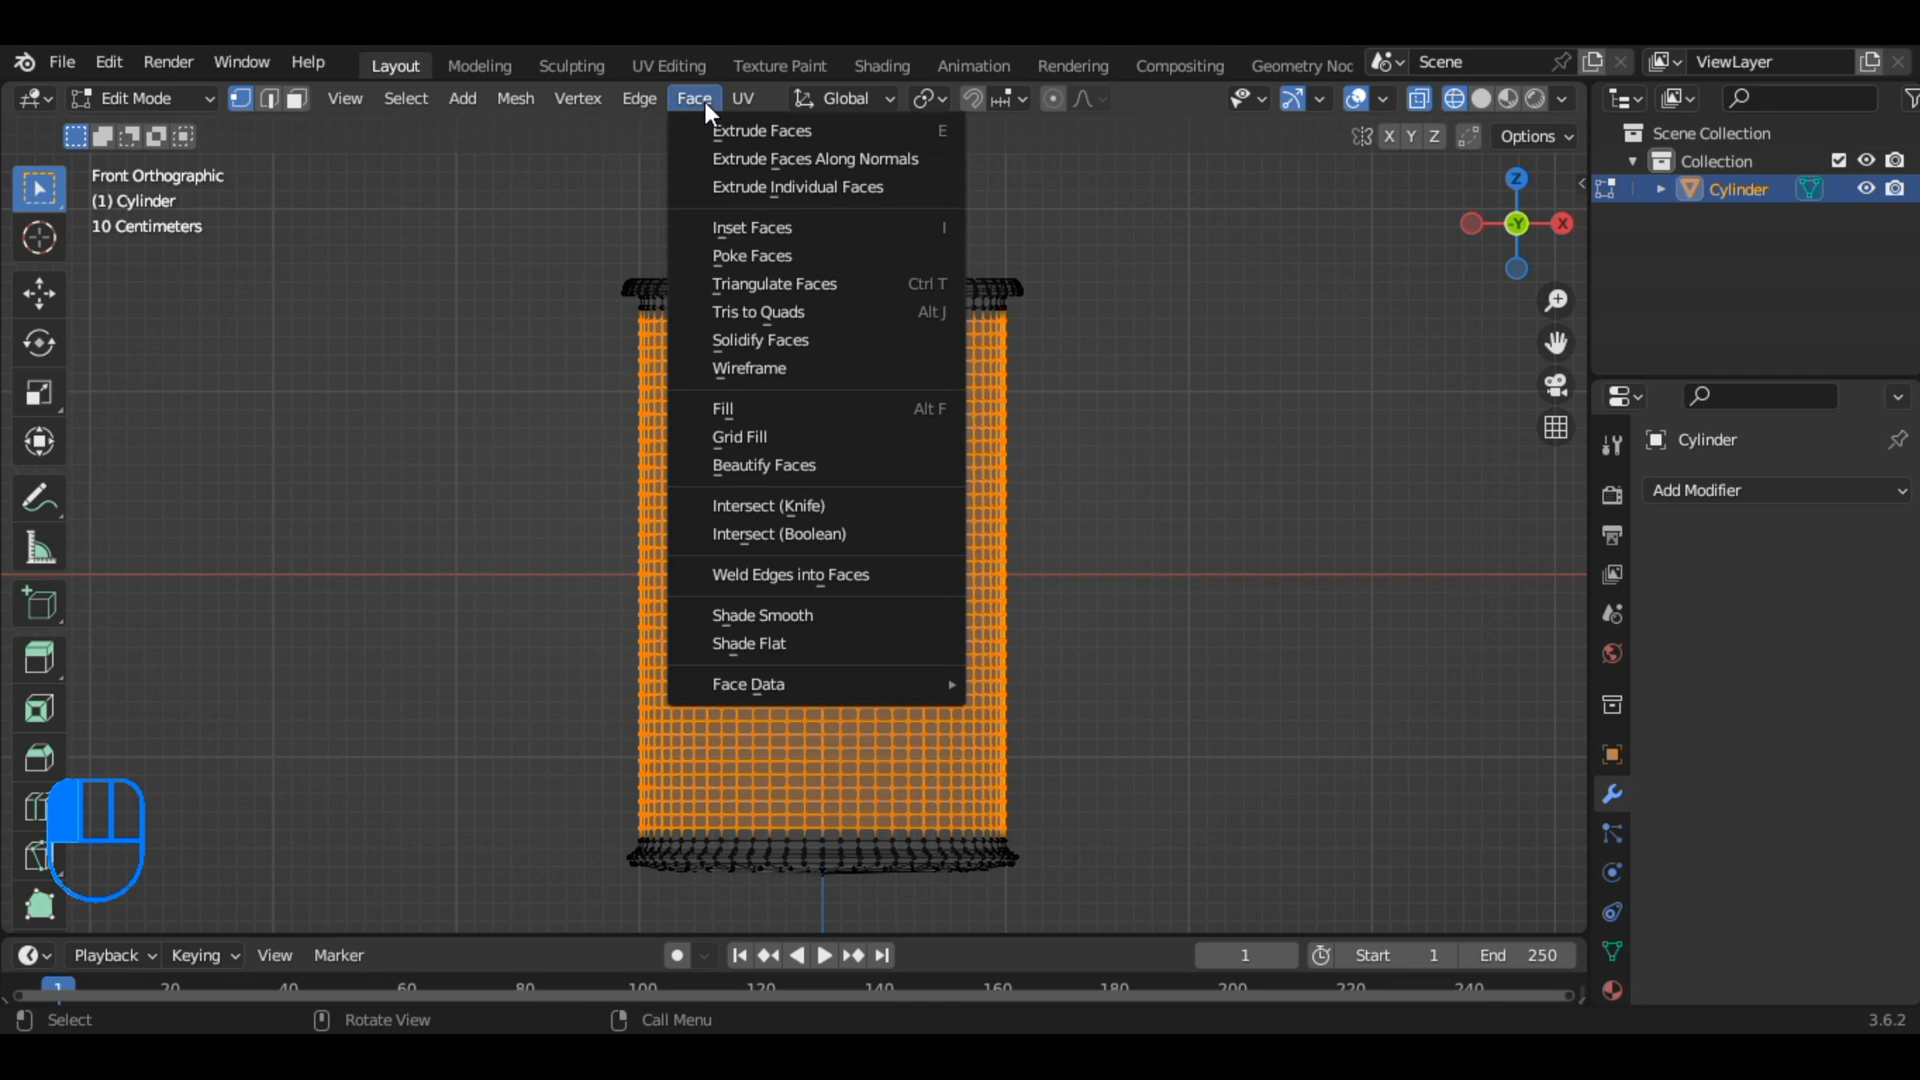 File Edit Render Window Help Layout Modeling Sculpting UV Editing Texture Paint Shading Animation Rendering Compositing Geometry Noc Scene ViewLayer
Edit Mode View Select Add Mesh Vertex Edge Face UV Global
X Y Z Options
Front Orthographic
(1) Cylinder
10 Centimeters
Extrude Faces E
Extrude Faces Along Normals
Extrude Individual Faces
Inset Faces I
Poke Faces
Triangulate Faces Ctrl T
Tris to Quads Alt J
Solidify Faces
Wireframe
Fill Alt F
Grid Fill
Beautify Faces
Intersect (Knife)
Intersect (Boolean)
Weld Edges into Faces
Shade Smooth
Shade Flat
Face Data
Z
-Y X
Scene Collection
Collection
Cylinder
Cylinder
Add Modifier
Playback Keying View Marker 1 Start 1 End 250
1 20 40 60 80 100 120 140 160 180 200 220 240
Select Rotate View Call Menu 3.6.2